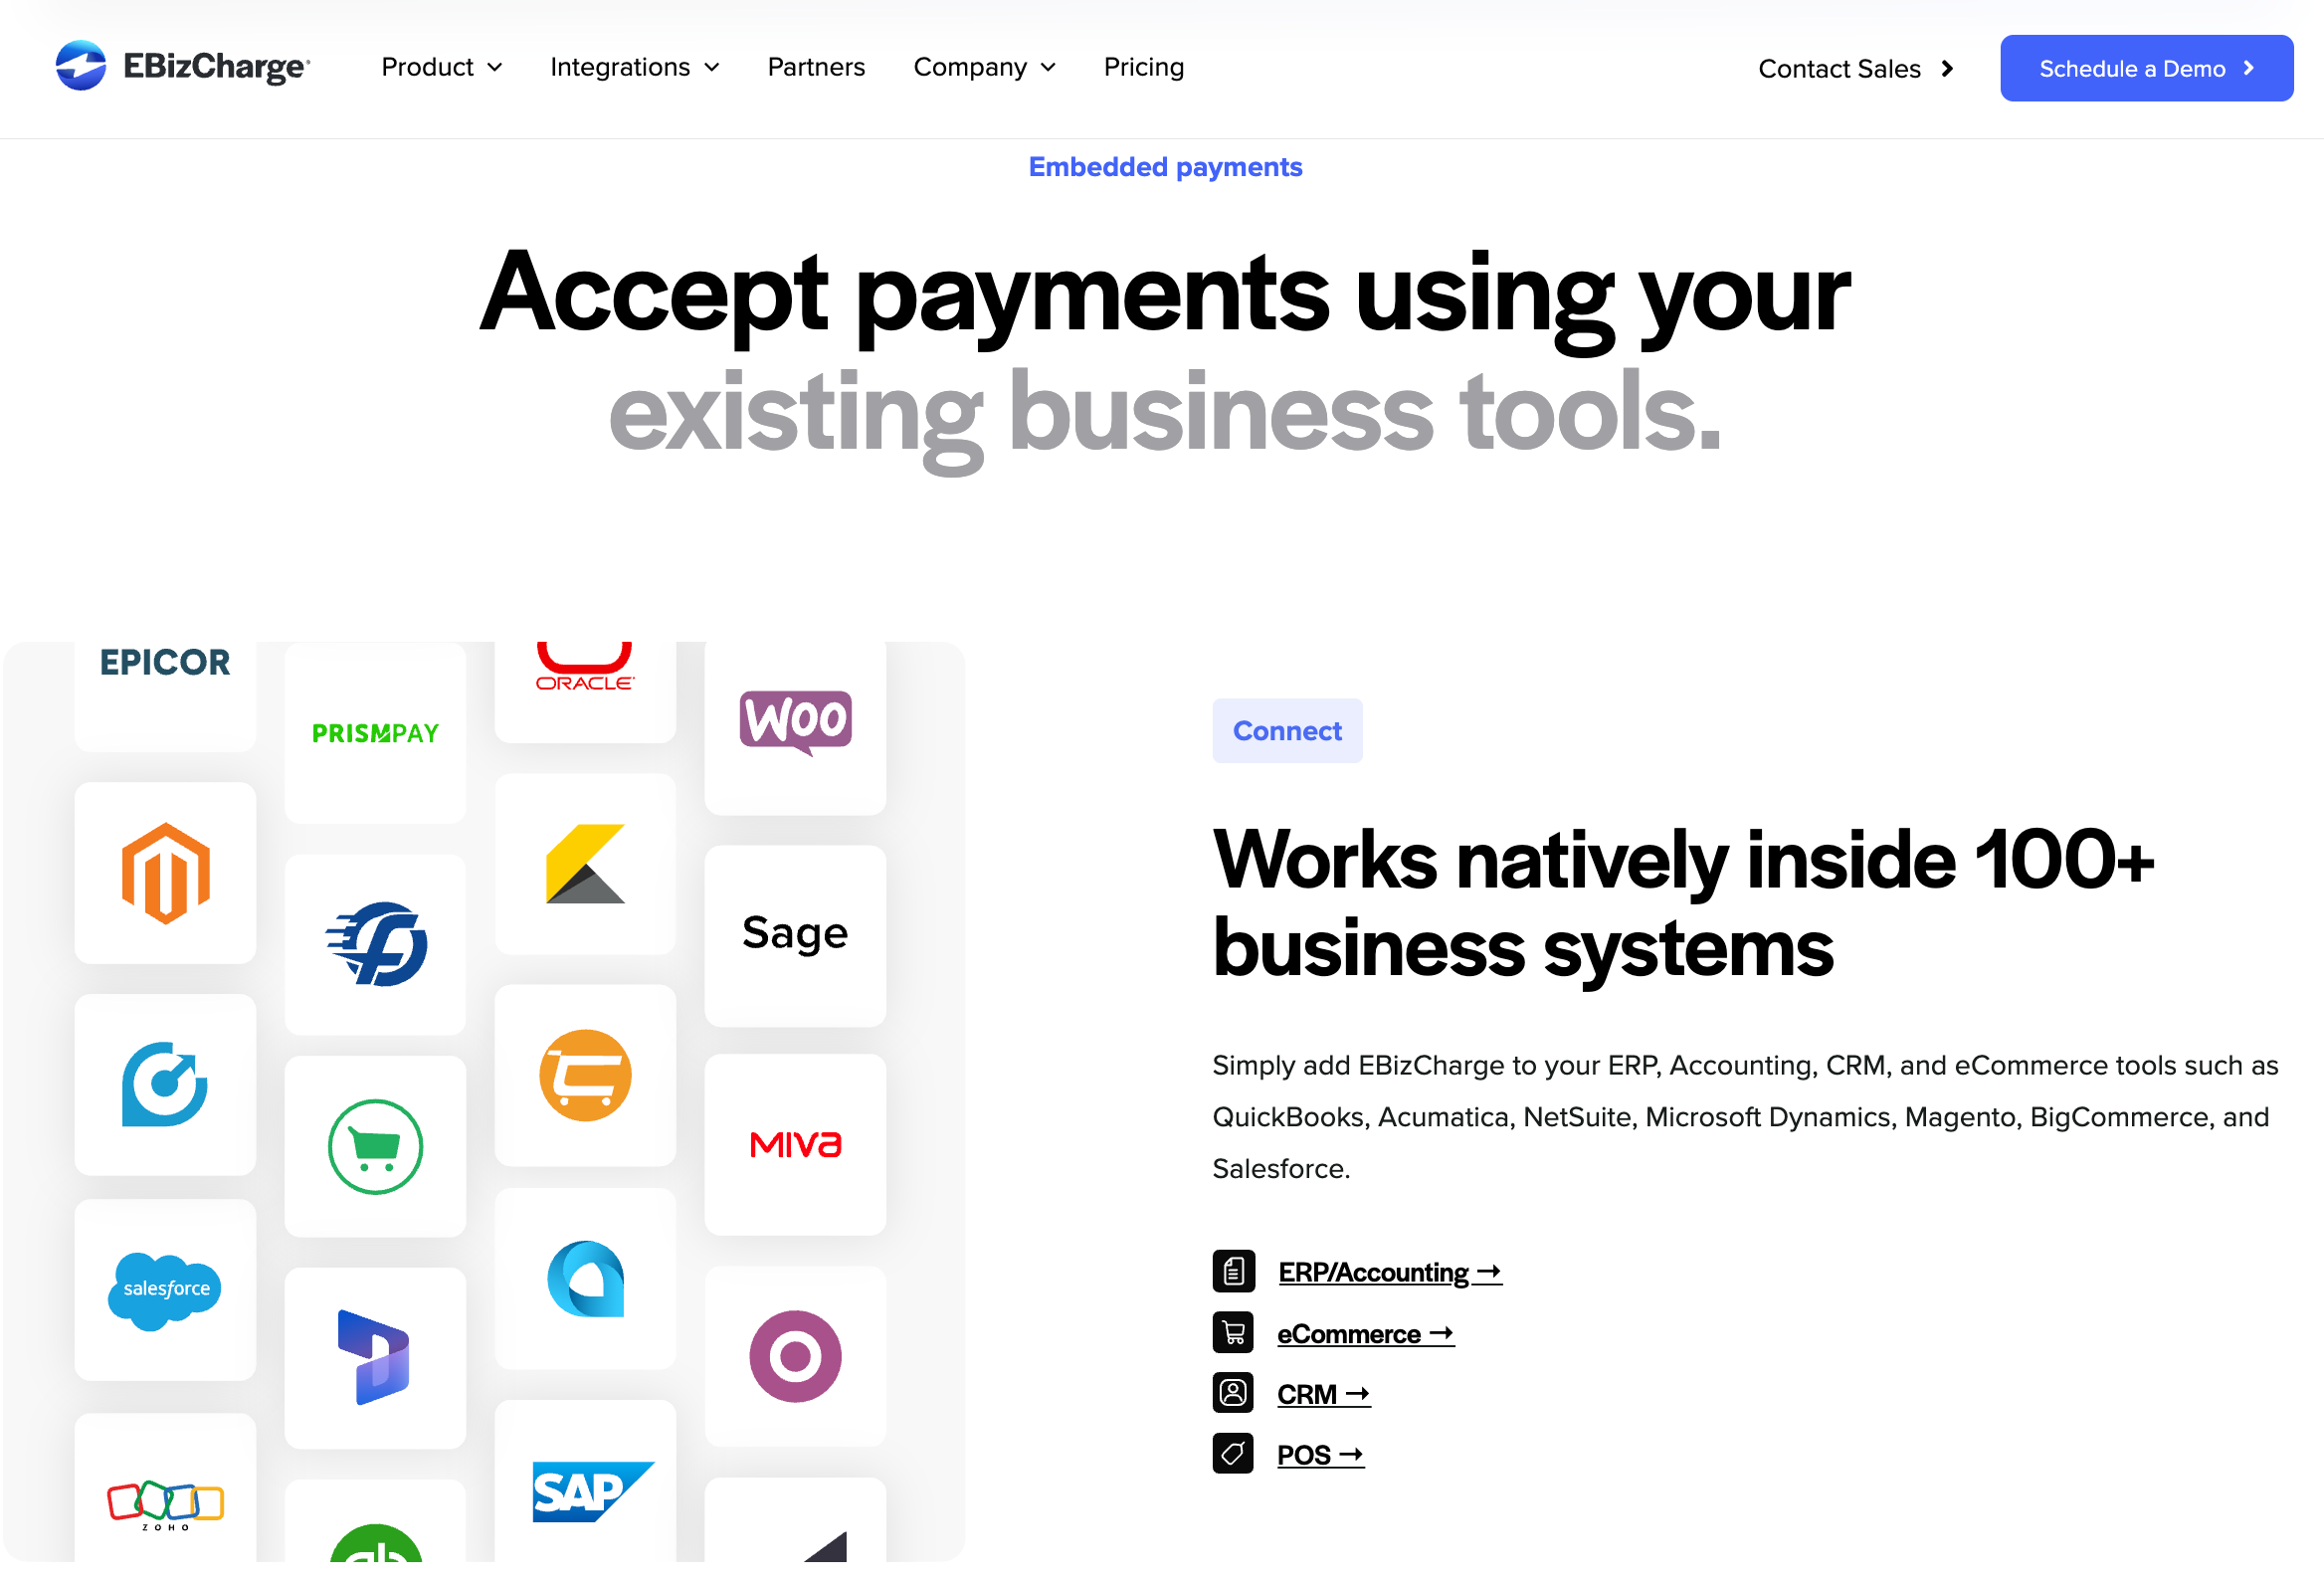 EBizCharge
Product
Integrations
Partners
Company
Pricing
Contact Sales
Schedule a Demo
Embedded payments
Accept payments using your
existing business tools.
EPICOR
PRISMPAY
ORACLE
WOO
Sage
MIVA
salesforce
SAP
ZOHO
qb
Connect
Works natively inside 100+
business systems
Simply add EBizCharge to your ERP, Accounting, CRM, and eCommerce tools such as
QuickBooks, Acumatica, NetSuite, Microsoft Dynamics, Magento, BigCommerce, and
Salesforce.
ERP/Accounting →
eCommerce →
CRM →
POS →